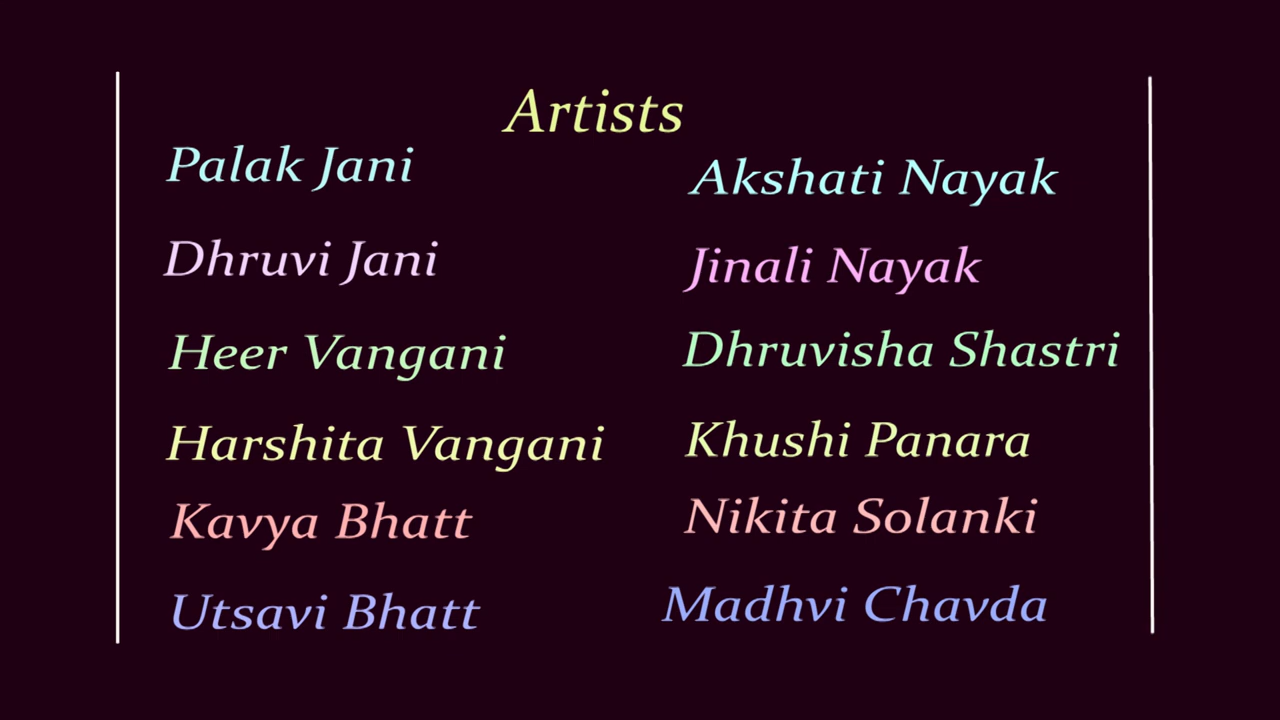 Artists
Palak Jani
Akshati Nayak
Dhruvi Jani
Jinali Nayak
Heer Vangani
Dhruvisha Shastri
Harshita Vangani
Khushi Panara
Kavya Bhatt
Nikita Solanki
Utsavi Bhatt
Madhvi Chavda